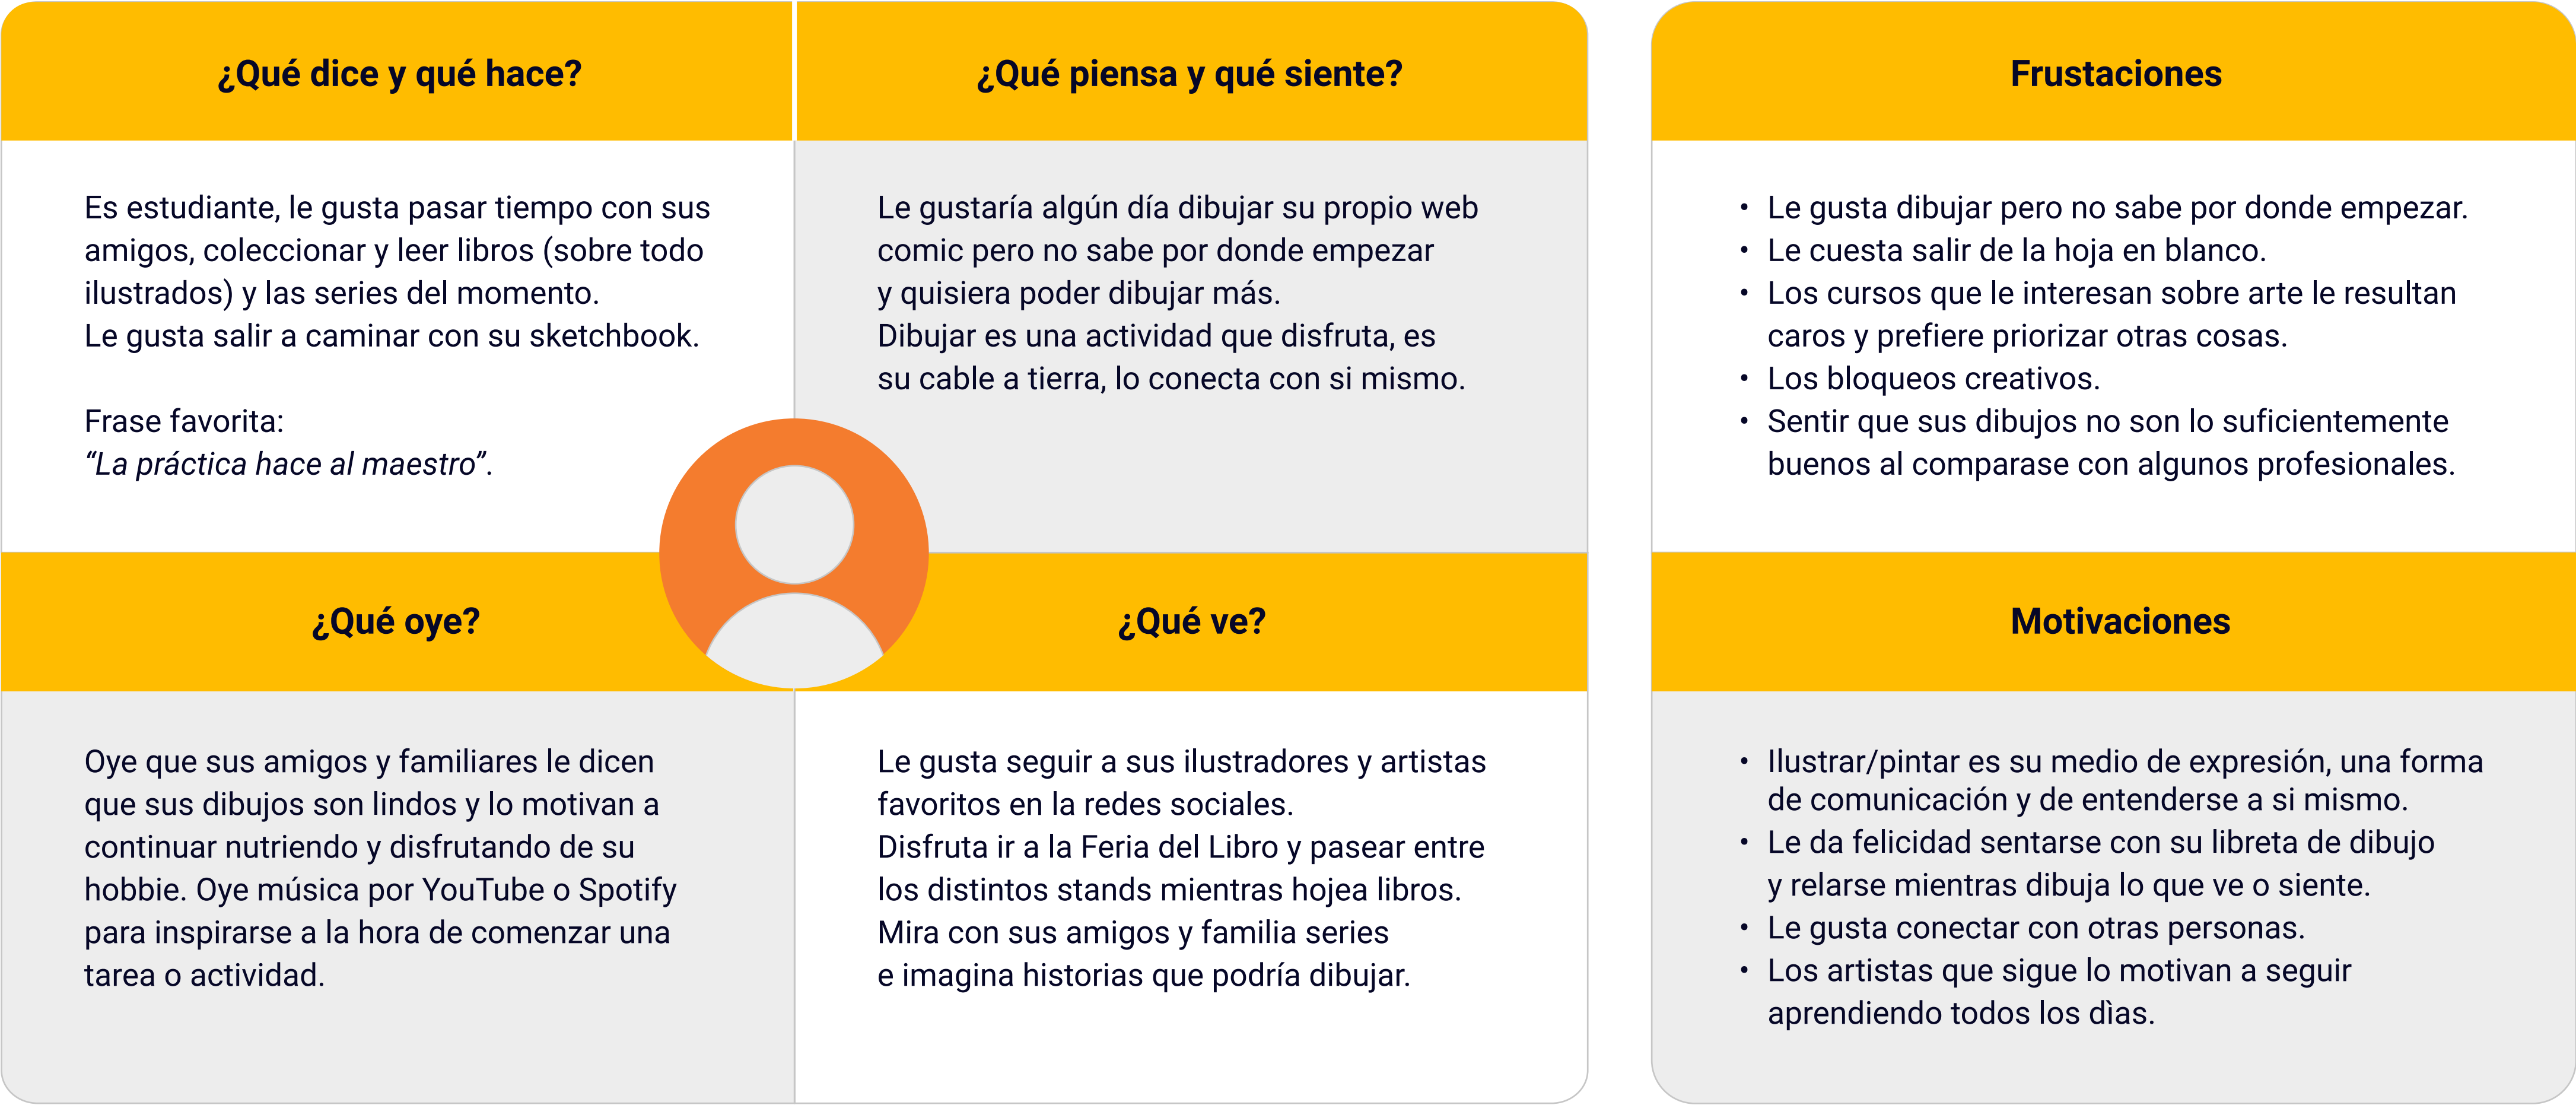 ¿Qué dice y qué hace?
Es estudiante, le gusta pasar tiempo con sus
amigos, coleccionar y leer libros (sobre todo
ilustrados) y las series del momento.
Le gusta salir a caminar con su sketchbook.
Frase favorita:
“La práctica hace al maestro”.
¿Qué piensa y qué siente?
Le gustaría algún día dibujar su propio web
comic pero no sabe por donde empezar
y quisiera poder dibujar más.
Dibujar es una actividad que disfruta, es
su cable a tierra, lo conecta con si mismo.
¿Qué oye?
Oye que sus amigos y familiares le dicen
que sus dibujos son lindos y lo motivan a
continuar nutriendo y disfrutando de su
hobbie. Oye música por YouTube o Spotify
para inspirarse a la hora de comenzar una
tarea o actividad.
¿Qué ve?
Le gusta seguir a sus ilustradores y artistas
favoritos en la redes sociales.
Disfruta ir a la Feria del Libro y pasear entre
los distintos stands mientras hojea libros.
Mira con sus amigos y familia series
e imagina historias que podría dibujar.
Frustaciones
• Le gusta dibujar pero no sabe por donde empezar.
• Le cuesta salir de la hoja en blanco.
• Los cursos que le interesan sobre arte le resultan
caros y prefiere priorizar otras cosas.
• Los bloqueos creativos.
• Sentir que sus dibujos no son lo suficientemente
buenos al comparase con algunos profesionales.
Motivaciones
• Ilustrar/pintar es su medio de expresión, una forma
de comunicación y de entenderse a si mismo.
• Le da felicidad sentarse con su libreta de dibujo
y relarse mientras dibuja lo que ve o siente.
• Le gusta conectar con otras personas.
• Los artistas que sigue lo motivan a seguir
aprendiendo todos los dìas.